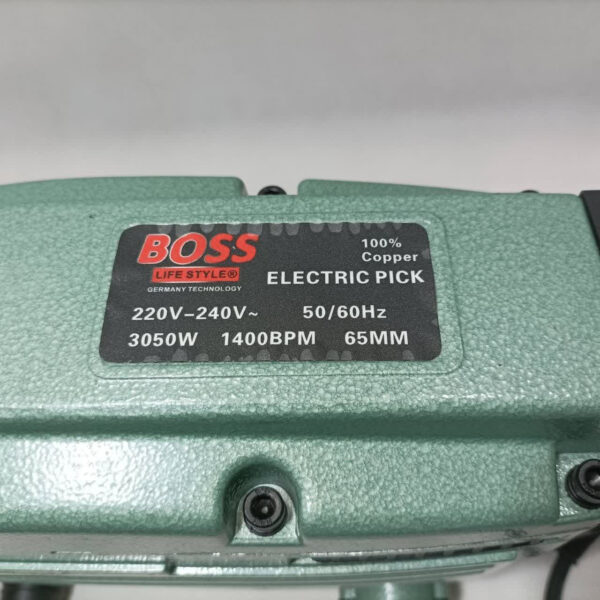 BOSS
LIFE STYLE®
GERMANY TECHNOLOGY
100%
Copper
ELECTRIC PICK
220V-240V~ 50/60Hz
3050W 1400BPM 65MM